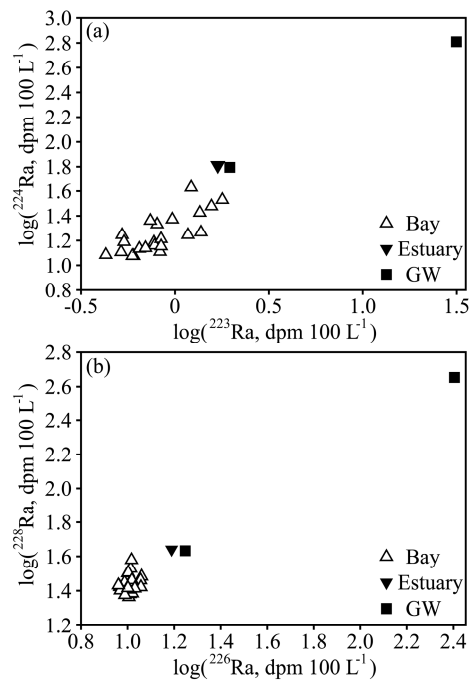 (a)
3.0
2.8
2.6
2.4
2.2
2.0
1.8
1.6
1.4
1.2
1.0
0.8
log(²²⁴Ra, dpm 100 L⁻¹)
△ Bay
▼ Estuary
■ GW
-0.5 0 0.5 1.0 1.5
log(²²³Ra, dpm 100 L⁻¹)
(b)
2.8
2.6
2.4
2.2
2.0
1.8
1.6
1.4
1.2
log(²²⁸Ra, dpm 100 L⁻¹)
△ Bay
▼ Estuary
■ GW
0.8 1.0 1.2 1.4 1.6 1.8 2.0 2.2 2.4
log(²²⁶Ra, dpm 100 L⁻¹)